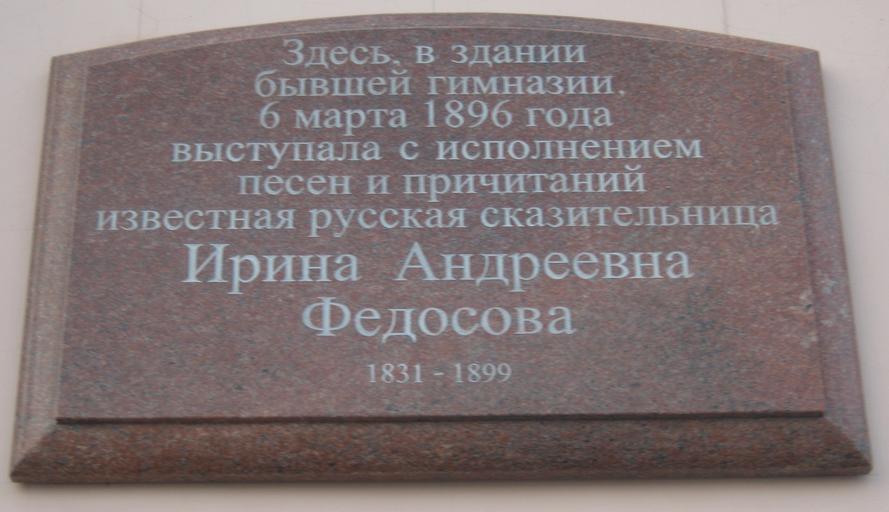 Здесь, в здании
бывшей гимназии,
6 марта 1896 года
выступала с исполнением
песен и причитаний
известная русская сказительница
Ирина Андреевна
Федосова
1831 - 1899